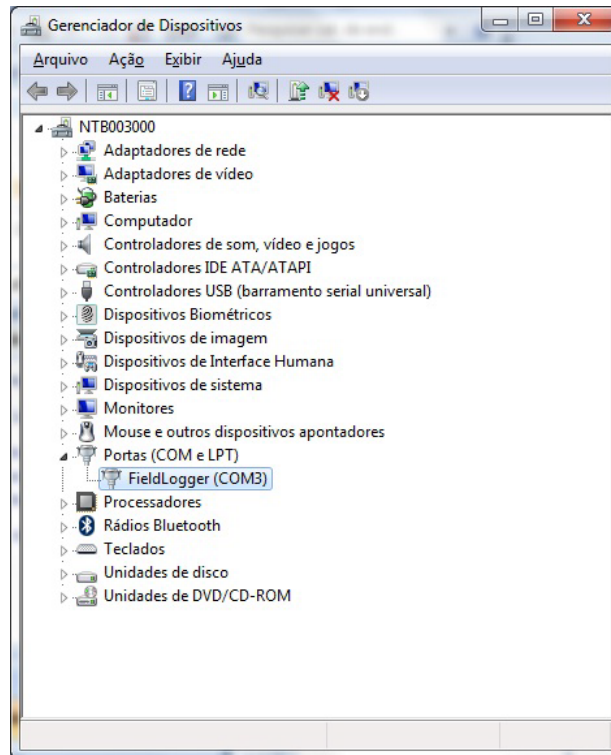 Gerenciador de Dispositivos
Arquivo Ação Exibir Ajuda
NTB003000
Adaptadores de rede
Adaptadores de vídeo
Baterias
Computador
Controladores de som, vídeo e jogos
Controladores IDE ATA/ATAPI
Controladores USB (barramento serial universal)
Dispositivos Biométricos
Dispositivos de imagem
Dispositivos de Interface Humana
Dispositivos de sistema
Monitores
Mouse e outros dispositivos apontadores
Portas (COM e LPT)
FieldLogger (COM3)
Processadores
Rádios Bluetooth
Teclados
Unidades de disco
Unidades de DVD/CD-ROM